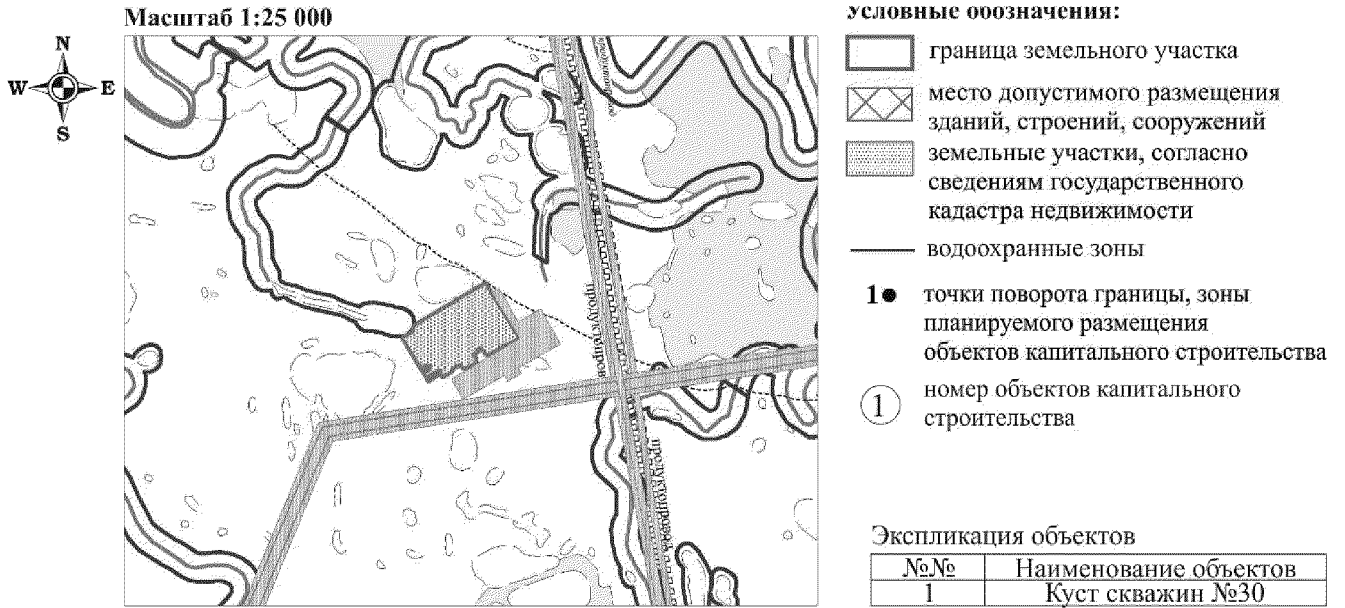 Масштаб 1:25 000
N
W E
S
продуктопровод
продуктопровод
Условные обозначения:
граница земельного участка
место допустимого размещения
зданий, строений, сооружений
земельные участки, согласно
сведениям государственного
кадастра недвижимости
водоохранные зоны
1 точки поворота границы, зоны
планируемого размещения
объектов капитального строительства
1 номер объектов капитального
строительства
Экспликация объектов
№№ Наименование объектов
1 Куст скважин №30